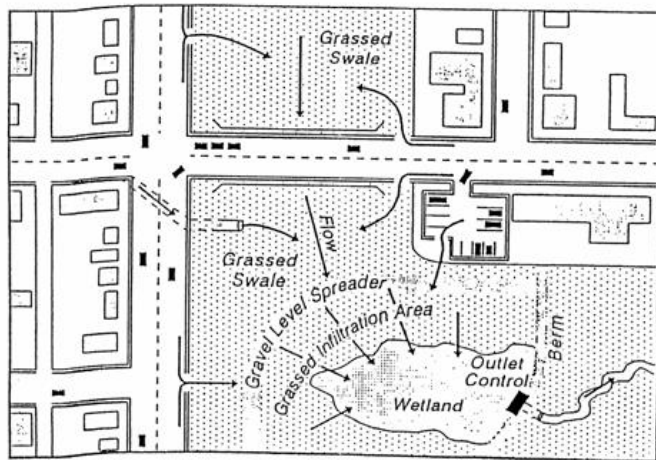 Grassed
Swale
Flow
Grassed
Swale
Gravel Level Spreader
Grassed Infiltration Area
Outlet
Control
Berm
Wetland